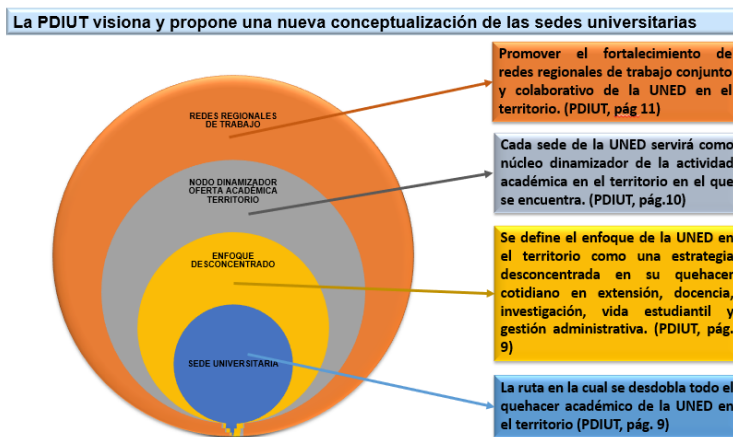 La PDIUT visiona y propone una nueva conceptualización de las sedes universitarias
REDES REGIONALES
DE TRABAJO
NODO DINAMIZADOR
OFERTA ACADÉMICA
TERRITORIO
ENFOQUE
DESCONCENTRADO
SEDE UNIVERSITARIA
Promover el fortalecimiento de
redes regionales de trabajo conjunto
y colaborativo de la UNED en el
territorio. (PDIUT, pág 11)
Cada sede de la UNED servirá como
núcleo dinamizador de la actividad
académica en el territorio en el que
se encuentra. (PDIUT, pág.10)
Se define el enfoque de la UNED en
el territorio como una estrategia
desconcentrada en su quehacer
cotidiano en extensión, docencia,
investigación, vida estudiantil y
gestión administrativa. (PDIUT, pág.
9)
La ruta en la cual se desdobla todo el
quehacer académico de la UNED en
el territorio (PDIUT, pág. 9)